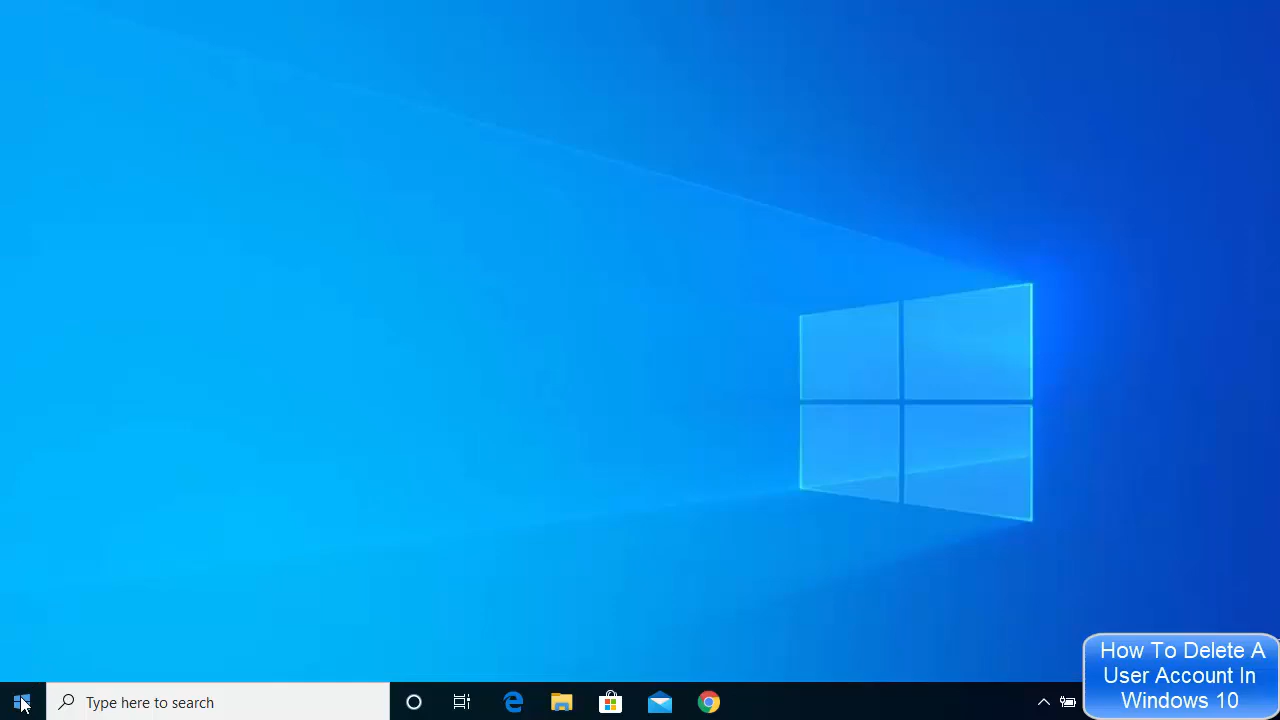 Type here to search
How To Delete A
User Account In
Windows 10